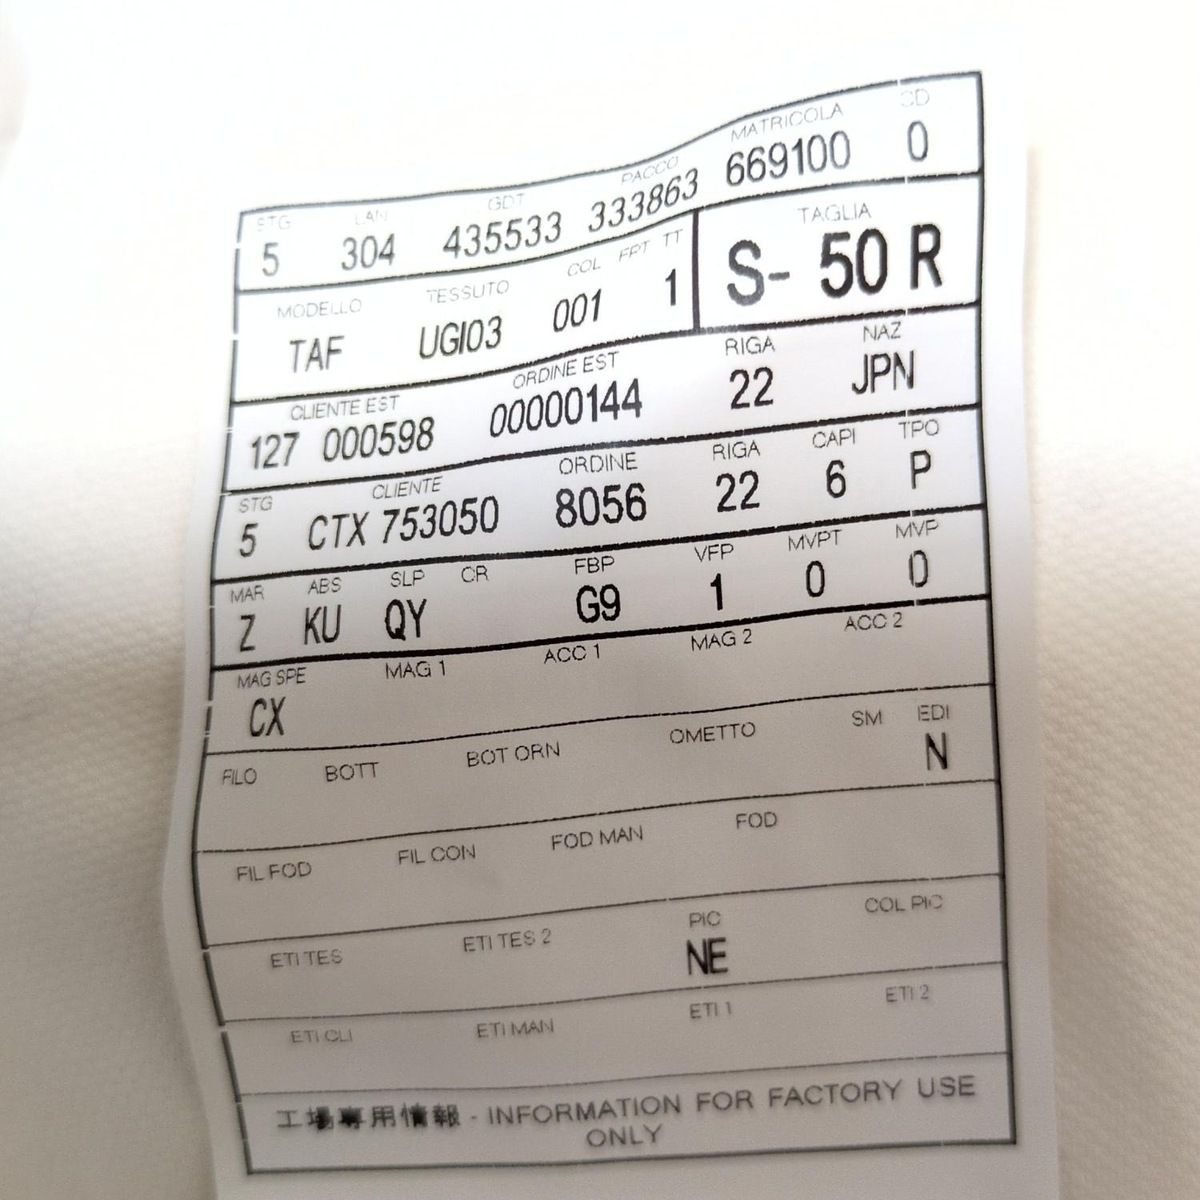 STG LAN GDT PACCO MATRICOLA CD
5 304 435533 333863 669100 0
MODELLO TESSUTO COL FPT TT TAGLIA
TAF UGI03 001 1 S- 50 R
CLIENTE EST ORDINE EST RIGA NAZ
127 000598 00000144 22 JPN
STG CLIENTE ORDINE RIGA CAPI TPO
5 CTX 753050 8056 22 6 P
MAR ABS SLP CR FBP VFP MVPT MVP
Z KU QY G9 1 0 0
MAG SPE MAG 1 ACC 1 MAG 2 ACC 2
CX
FILO BOTT BOT ORN OMETTO SM EDI
N
FIL FOD FIL CON FOD MAN FOD
ETI TES ETI TES 2 PIC COL PIC
NE
ETI CLI ETI MAN ETI 1 ETI 2
工場専用情報 - INFORMATION FOR FACTORY USE
ONLY